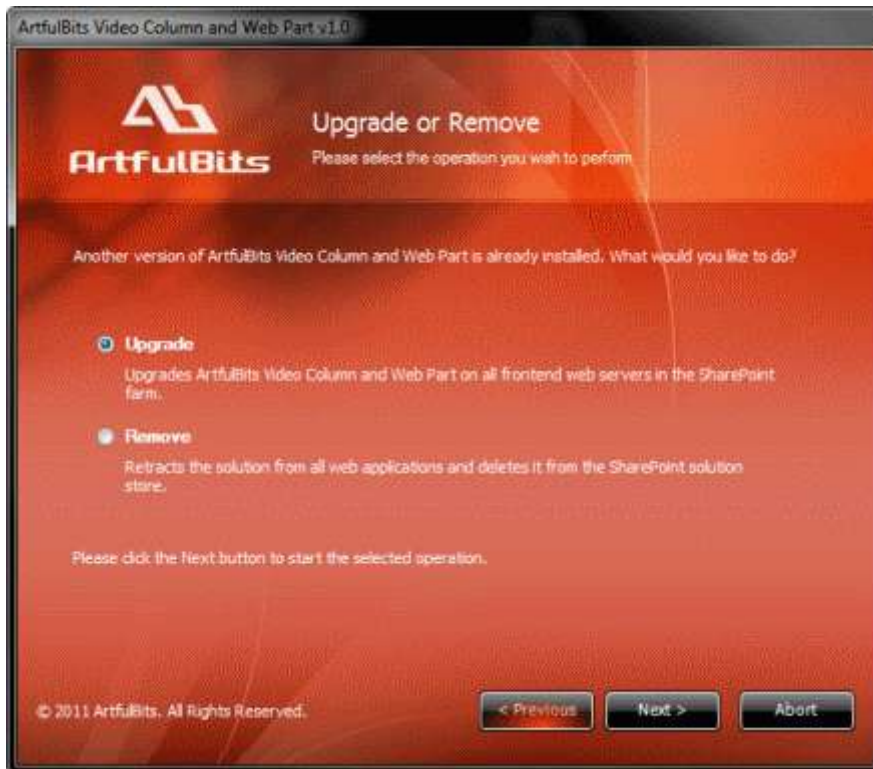 ArtfulBits Video Column and Web Part v1.0
ArtfulBits
Upgrade or Remove
Please select the operation you wish to perform
Another version of ArtfulBits Video Column and Web Part is already installed. What would you like to do?
Upgrade
Upgrades ArtfulBits Video Column and Web Part on all frontend web servers in the SharePoint
farm.
Remove
Retracts the solution from all web applications and deletes it from the SharePoint solution
store.
Please click the Next button to start the selected operation.
© 2011 ArtfulBits. All Rights Reserved.
< Previous
Next >
Abort